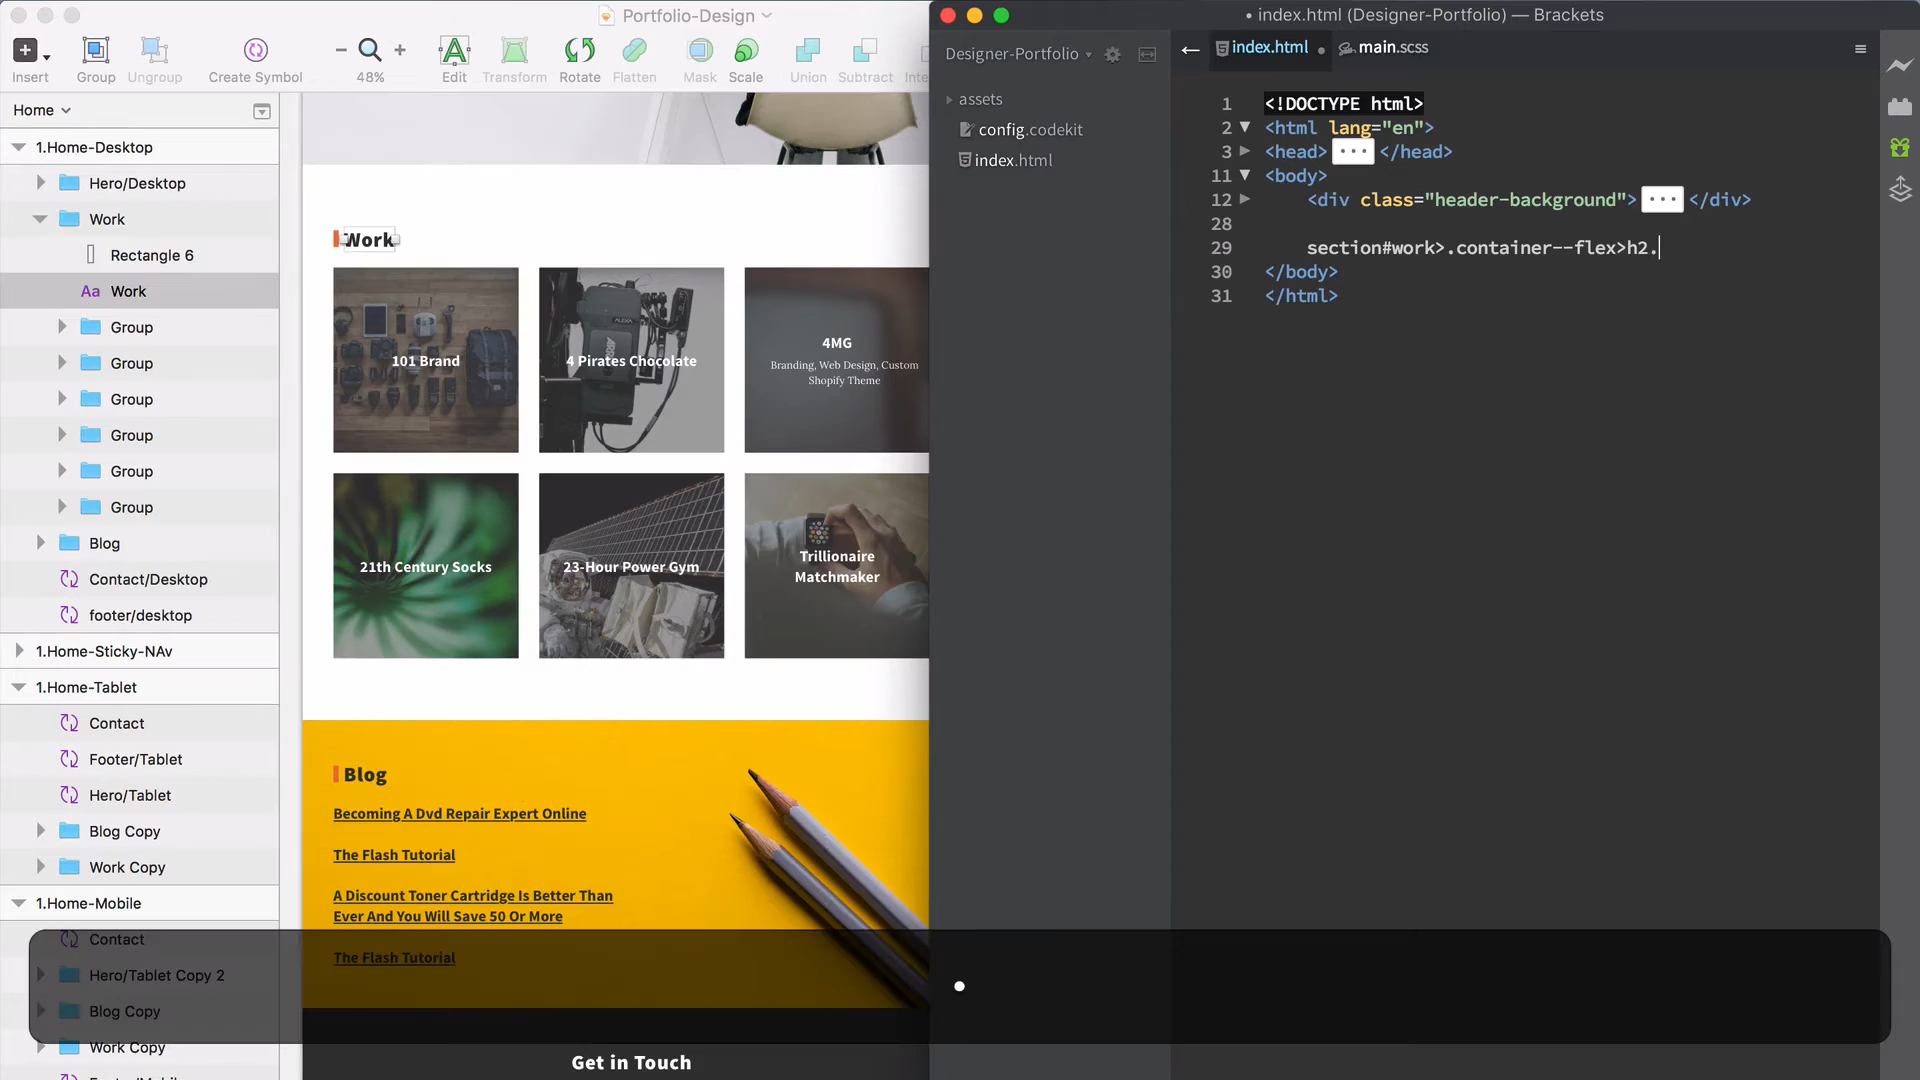 Portfolio-Design
Insert
Group
Ungroup
Create Symbol
48%
Edit
Transform
Rotate
Flatten
Mask
Scale
Union
Subtract
Home
1.Home-Desktop
Hero/Desktop
Work
Rectangle 6
Aa Work
Group
Group
Group
Group
Group
Group
Blog
Contact/Desktop
footer/desktop
1.Home-Sticky-NAv
1.Home-Tablet
Contact
Footer/Tablet
Hero/Tablet
Blog Copy
Work Copy
1.Home-Mobile
Contact
Hero/Tablet Copy 2
Blog Copy
Work Copy
Work
101 Brand
4 Pirates Chocolate
4MG
Branding, Web Design, Custom
Shopify Theme
21th Century Socks
23-Hour Power Gym
Trillionaire
Matchmaker
Blog
Becoming A Dvd Repair Expert Online
The Flash Tutorial
A Discount Toner Cartridge Is Better Than
Ever And You Will Save 50 Or More
The Flash Tutorial
Get in Touch
• index.html (Designer-Portfolio) — Brackets
Designer-Portfolio
assets
config.codekit
index.html
index.html
main.scss
1 <!DOCTYPE html>
2 <html lang="en">
3 <head> ... </head>
11 <body>
12 <div class="header-background"> ... </div>
28
29 section#work>.container--flex>h2.
30 </body>
31 </html>
.